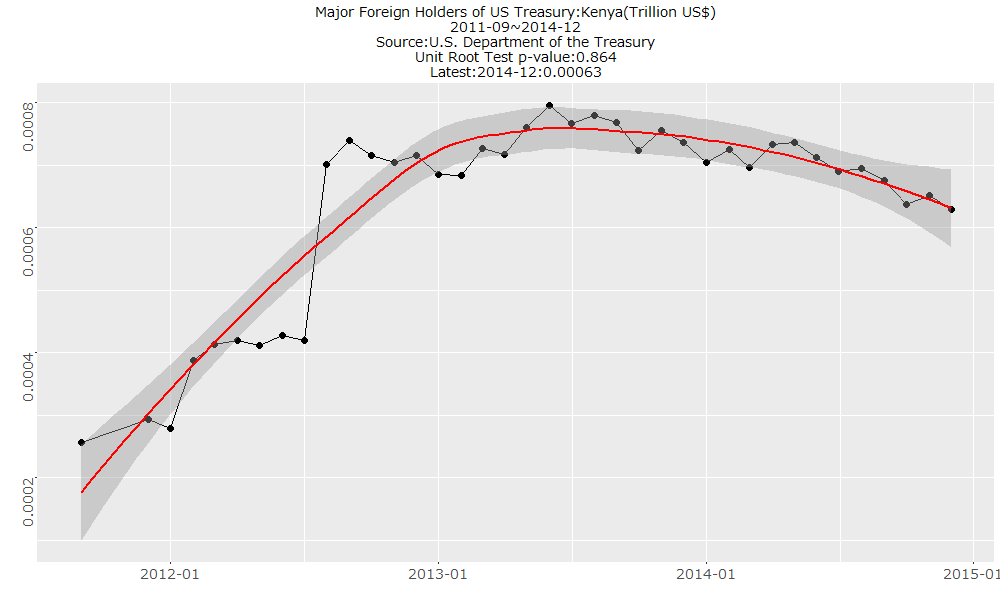 Major Foreign Holders of US Treasury:Kenya(Trillion US$)
2011-09~2014-12
Source:U.S. Department of the Treasury
Unit Root Test p-value:0.864
Latest:2014-12:0.00063
0.0008
0.0006
0.0004
0.0002
2012-01
2013-01
2014-01
2015-01